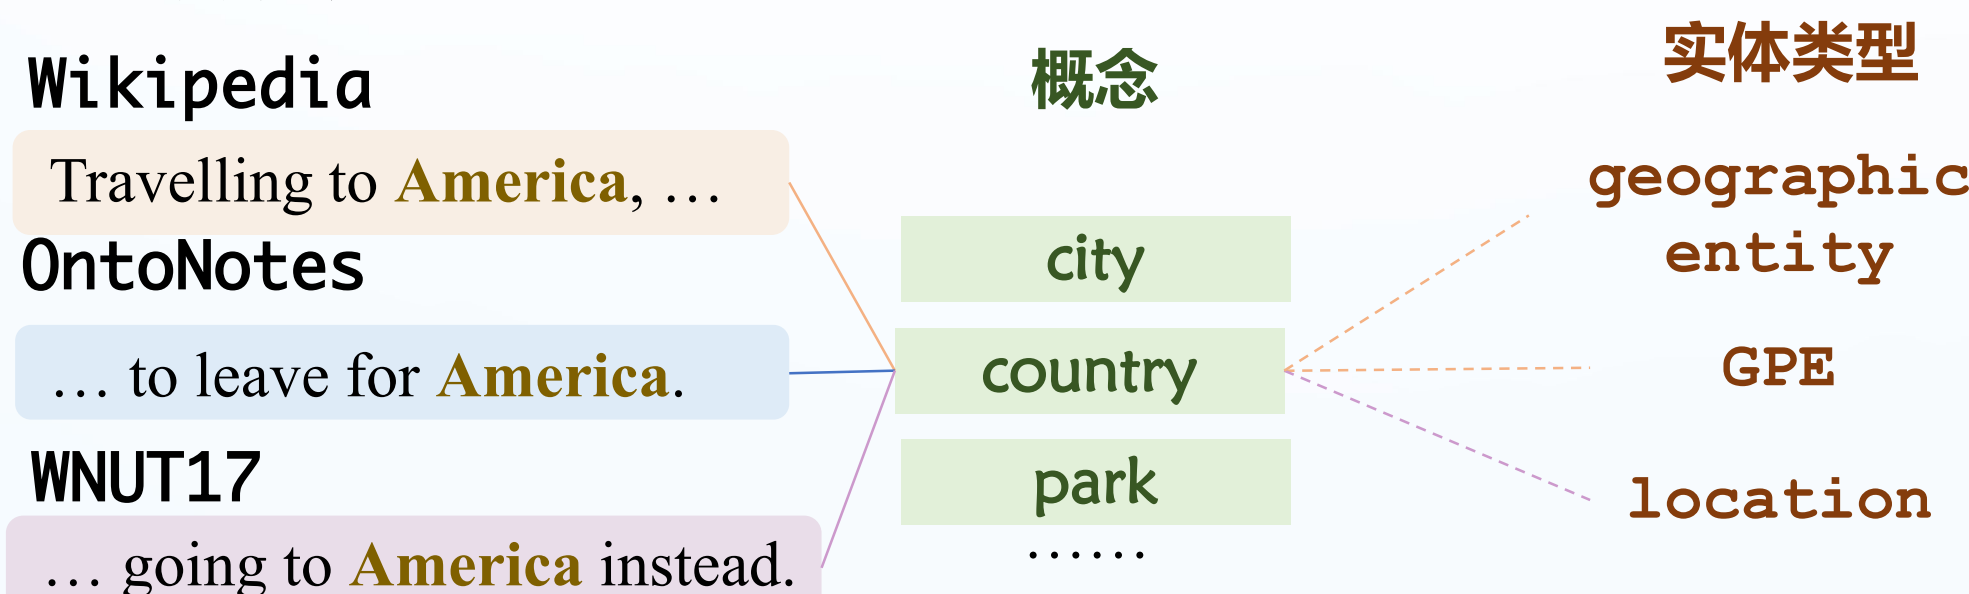 Wikipedia
Travelling to America, …
OntoNotes
… to leave for America.
WNUT17
… going to America instead.
概念
city
country
park
……
实体类型
geographic
entity
GPE
location